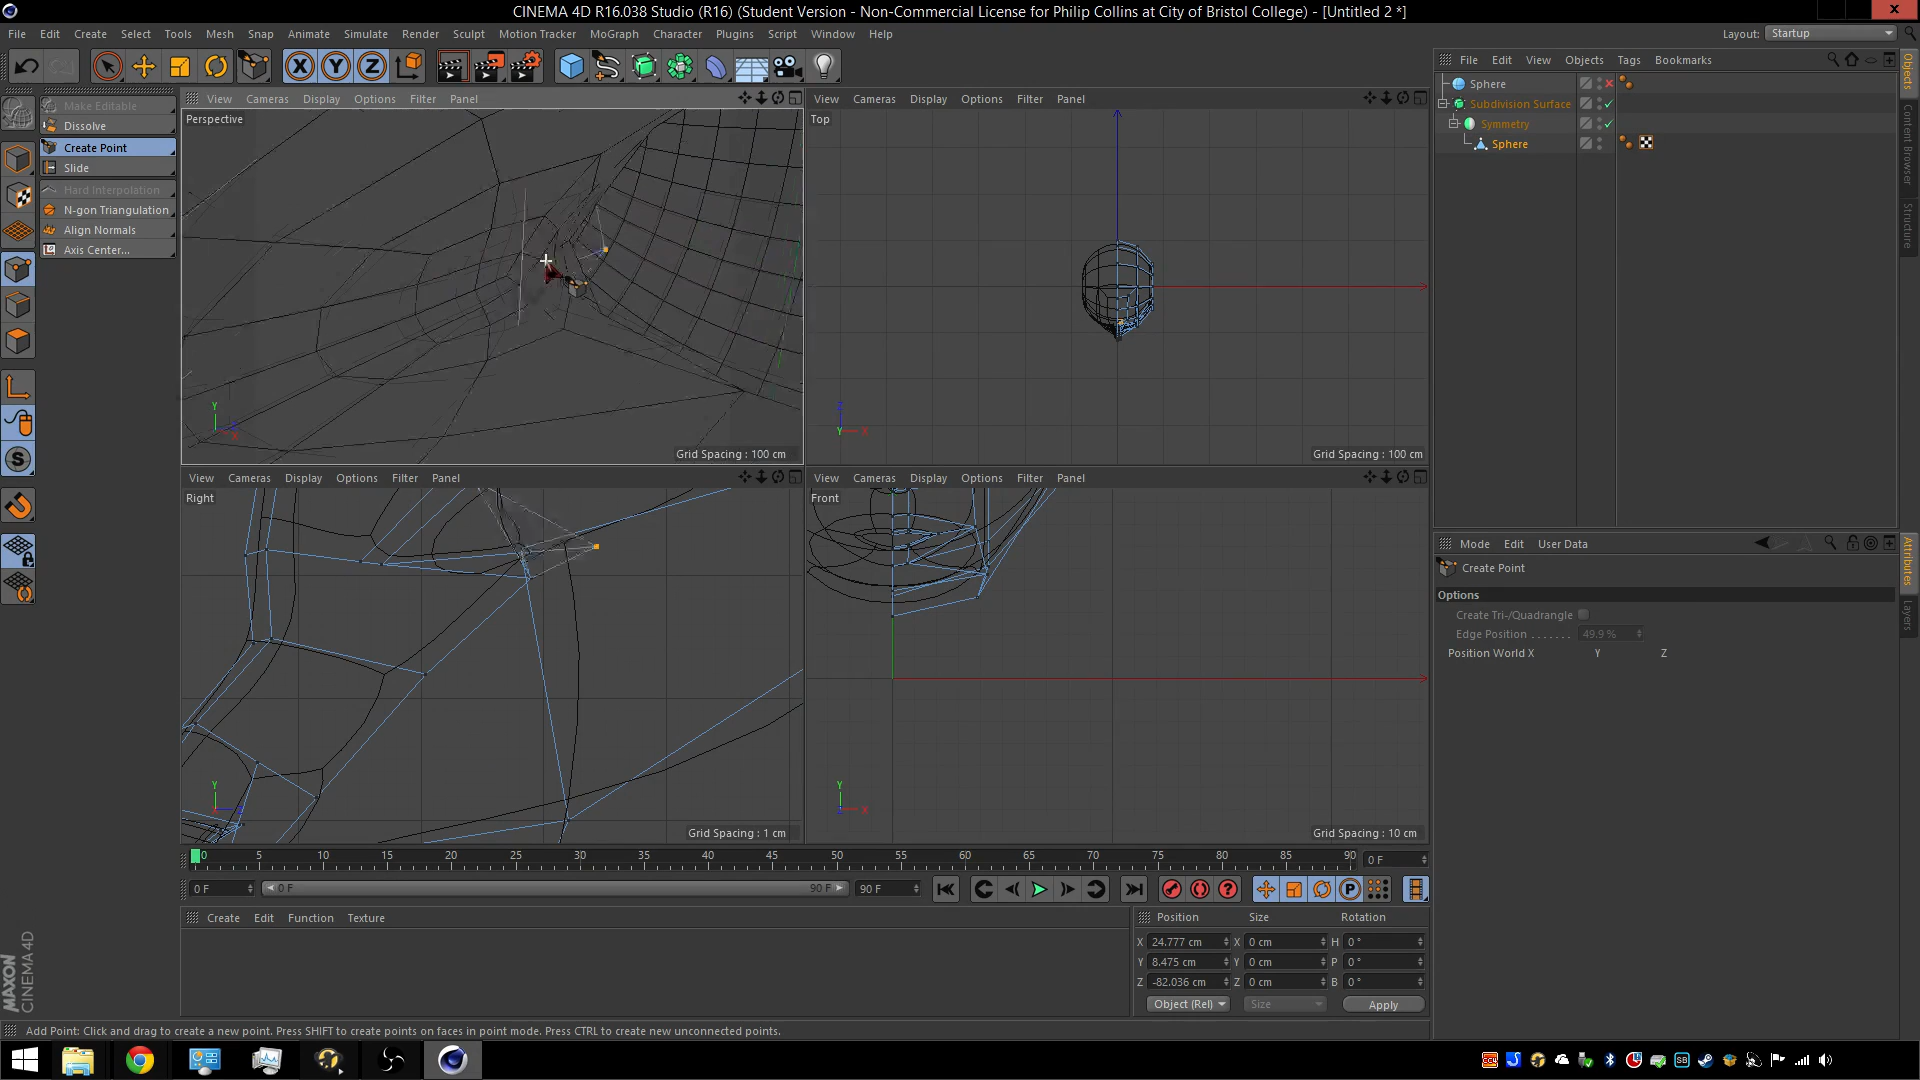 CINEMA 4D R16.038 Studio (R16) (Student Version - Non-Commercial License for Philip Collins at City of Bristol College) - [Untitled 2 *]
File Edit Create Select Tools Mesh Snap Animate Simulate Render Sculpt Motion Tracker MoGraph Character Plugins Script Window Help
Layout: Startup
X Y Z
File Edit View Objects Tags Bookmarks
Make Editable
Dissolve
Create Point
Slide
Hard Interpolation
N-gon Triangulation
Align Normals
Axis Center...
View Cameras Display Options Filter Panel
Perspective
Y
X
Grid Spacing : 100 cm
View Cameras Display Options Filter Panel
Top
Z
Y X
Grid Spacing : 100 cm
Sphere
Subdivision Surface
Symmetry
Sphere
Objects
Content Browser
Structure
View Cameras Display Options Filter Panel
Right
Y
Grid Spacing : 1 cm
View Cameras Display Options Filter Panel
Front
Y
X
Grid Spacing : 10 cm
Mode Edit User Data
Create Point
Options
Create Tri-/Quadrangle
Edge Position . . . . . . . 49.9 %
Position World X Y Z
Attributes
Layers
0 5 10 15 20 25 30 35 40 45 50 55 60 65 70 75 80 85 90 0 F
0 F 0 F 90 F 90 F
P
Create Edit Function Texture
Position Size Rotation
X 24.777 cm X 0 cm H 0 °
Y 8.475 cm Y 0 cm P 0 °
Z -82.036 cm Z 0 cm B 0 °
Object (Rel) Size Apply
MAXON
CINEMA 4D
Add Point: Click and drag to create a new point. Press SHIFT to create points on faces in point mode. Press CTRL to create new unconnected points.